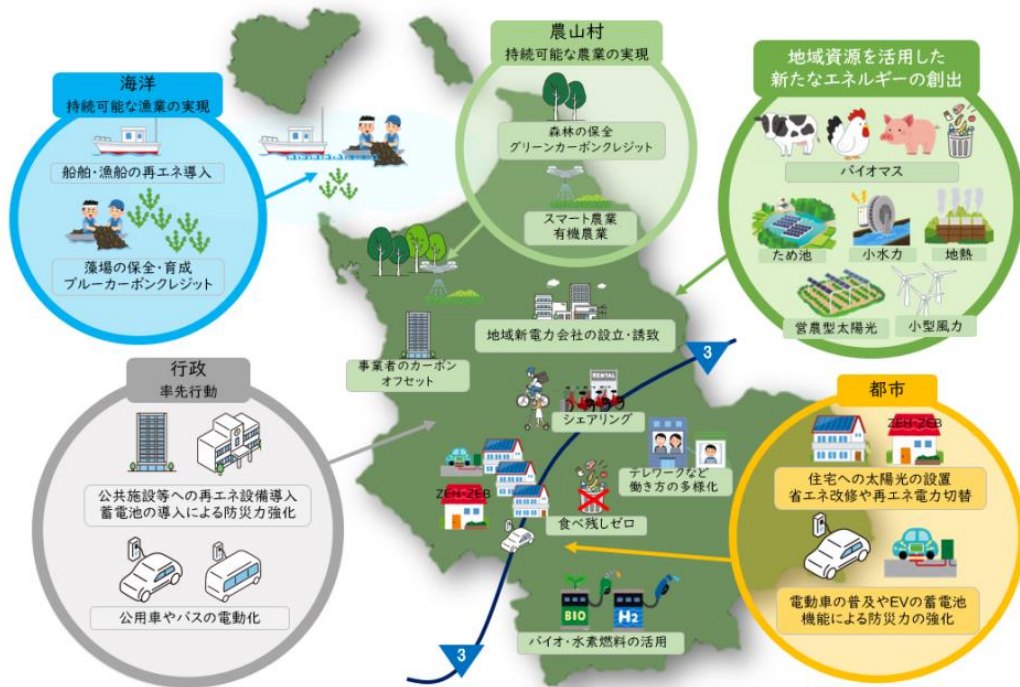 海洋
持続可能な漁業の実現
船舶・漁船の再エネ導入
藻場の保全・育成
ブルーカーボンクレジット
農山村
持続可能な農業の実現
森林の保全
グリーンカーボンクレジット
スマート農業
有機農業
地域資源を活用した
新たなエネルギーの創出
バイオマス
ため池
小水力
地熱
営農型太陽光
小型風力
地域新電力会社の設立・誘致
事業者のカーボン
オフセット
3
RENTAL
シェアリング
テレワークなど
働き方の多様化
ZEH・ZEB
食べ残しゼロ
BIO
H2
バイオ・水素燃料の活用
3
行政
率先行動
公共施設等への再エネ設備導入
蓄電池の導入による防災力強化
公用車やバスの電動化
都市
ZEH・ZEB
住宅への太陽光の設置
省エネ改修や再エネ電力切替
電動車の普及やEVの蓄電池
機能による防災力の強化